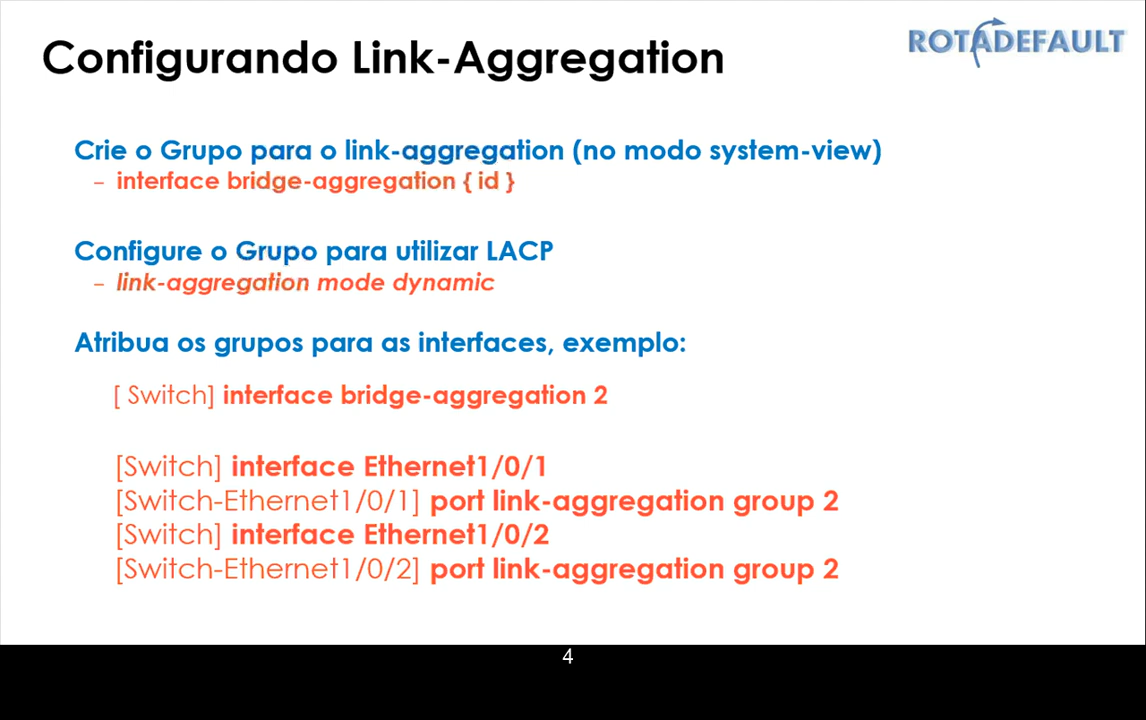 Configurando Link-Aggregation
ROTADEFAULT
Crie o Grupo para o link-aggregation (no modo system-view)
– interface bridge-aggregation { id }
Configure o Grupo para utilizar LACP
– link-aggregation mode dynamic
Atribua os grupos para as interfaces, exemplo:
[ Switch] interface bridge-aggregation 2
[Switch] interface Ethernet1/0/1
[Switch-Ethernet1/0/1] port link-aggregation group 2
[Switch] interface Ethernet1/0/2
[Switch-Ethernet1/0/2] port link-aggregation group 2
4